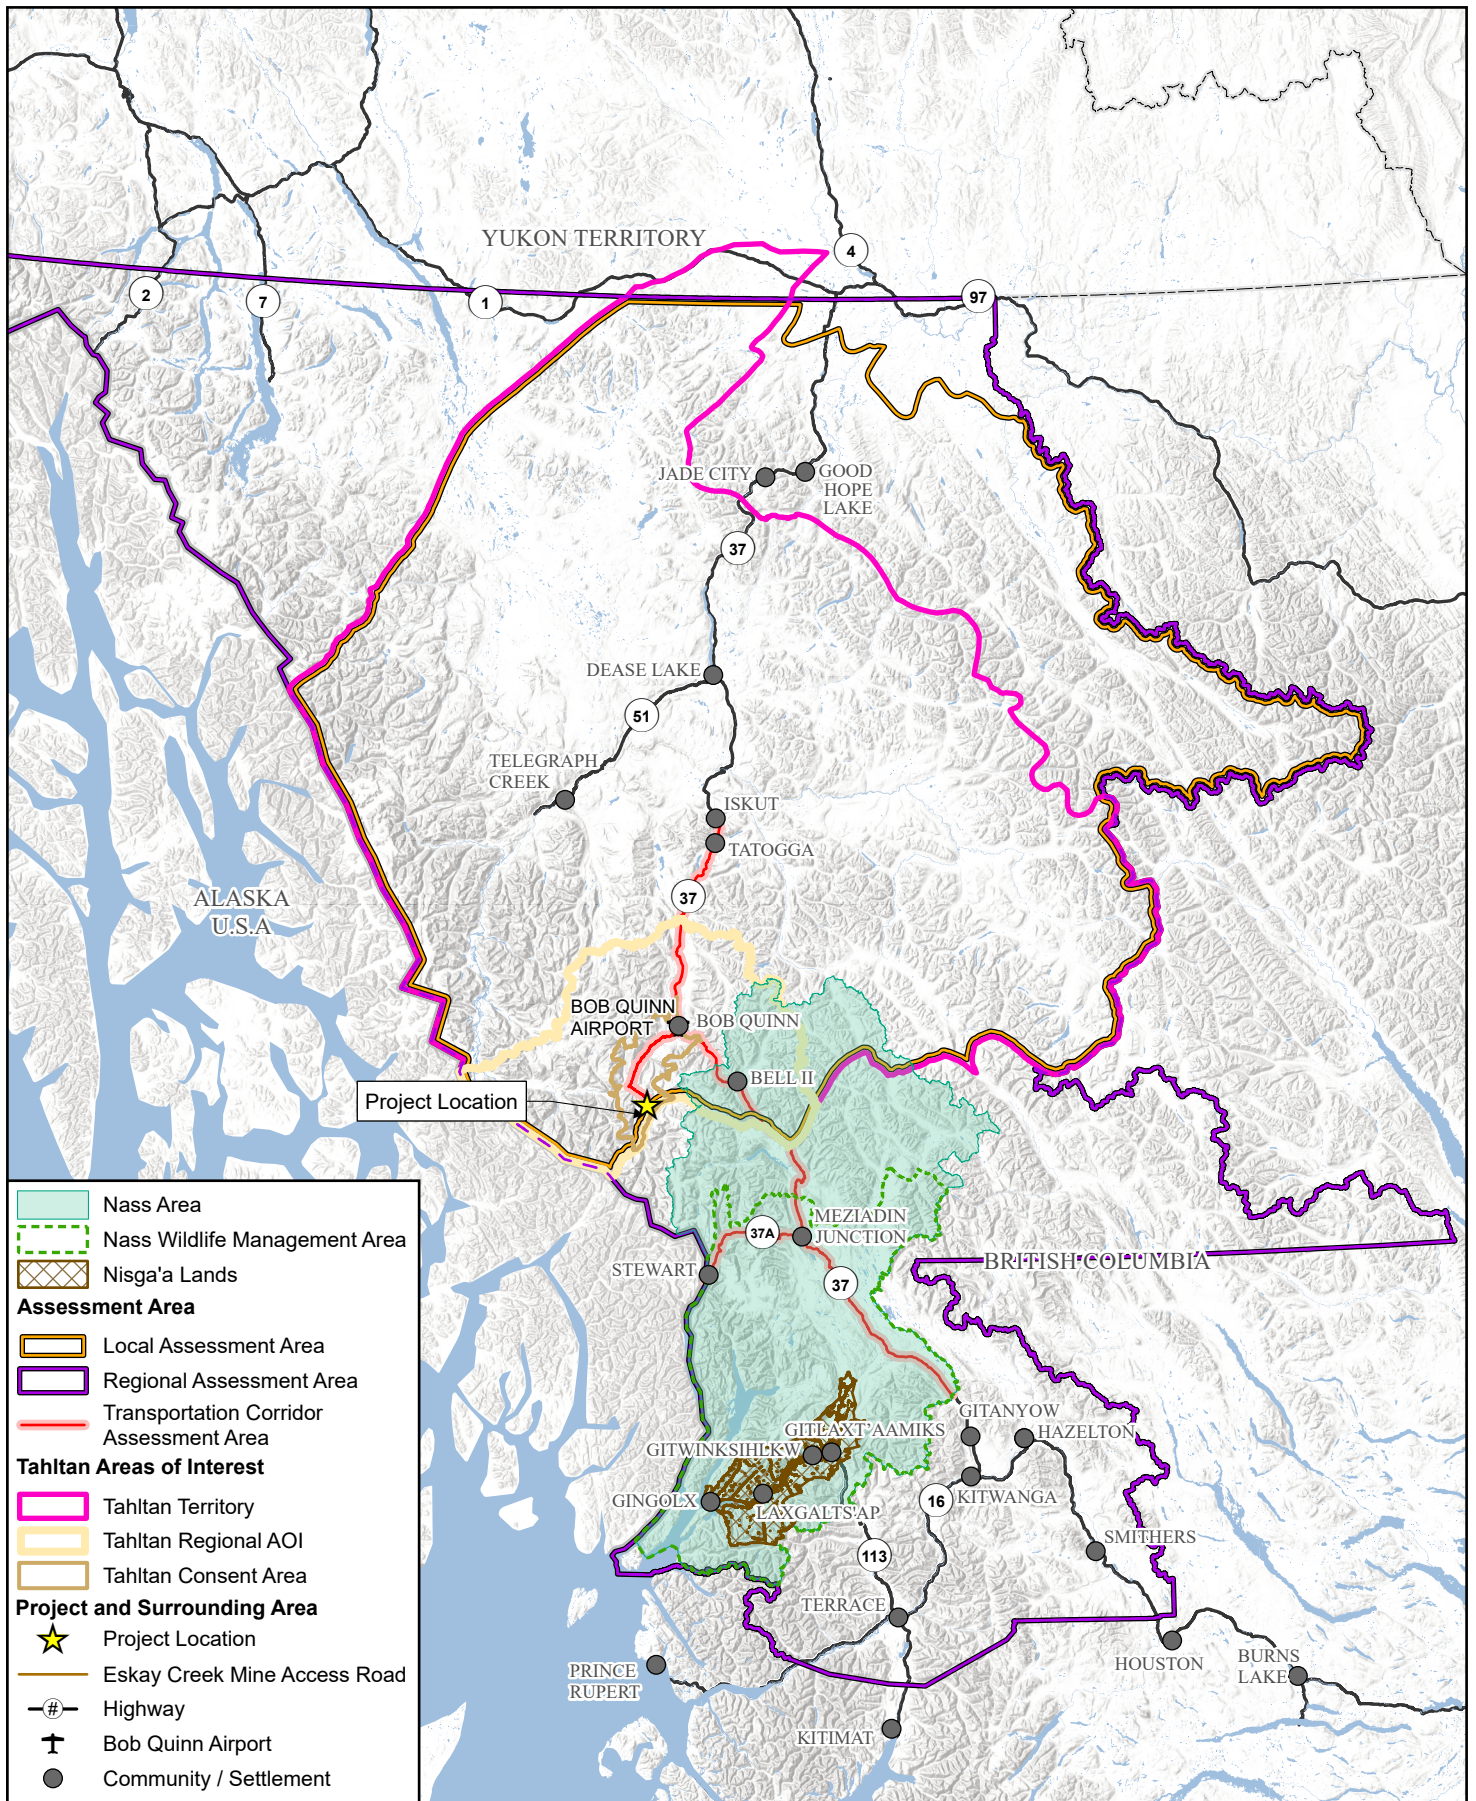 YUKON TERRITORY
4
2
7
1
97
JADE CITY
GOOD
HOPE
LAKE
37
DEASE LAKE
51
TELEGRAPH
CREEK
ISKUT
TATOGGA
37
ALASKA
U.S.A
BOB QUINN
AIRPORT
BOB QUINN
BELL II
Project Location
MEZIADIN
JUNCTION
37A
STEWART
37
BRITISH COLUMBIA
GITANYOW
GITLAXT'AAMIKS
HAZELTON
GITWINKSIHLKW
KITWANGA
GINGOLX
LAXGALTS'AP
16
SMITHERS
113
TERRACE
HOUSTON
BURNS
LAKE
PRINCE
RUPERT
KITIMAT
Nass Area
Nass Wildlife Management Area
Nisga'a Lands
Assessment Area
Local Assessment Area
Regional Assessment Area
Transportation Corridor
Assessment Area
Tahltan Areas of Interest
Tahltan Territory
Tahltan Regional AOI
Tahltan Consent Area
Project and Surrounding Area
Project Location
Eskay Creek Mine Access Road
# Highway
Bob Quinn Airport
Community / Settlement